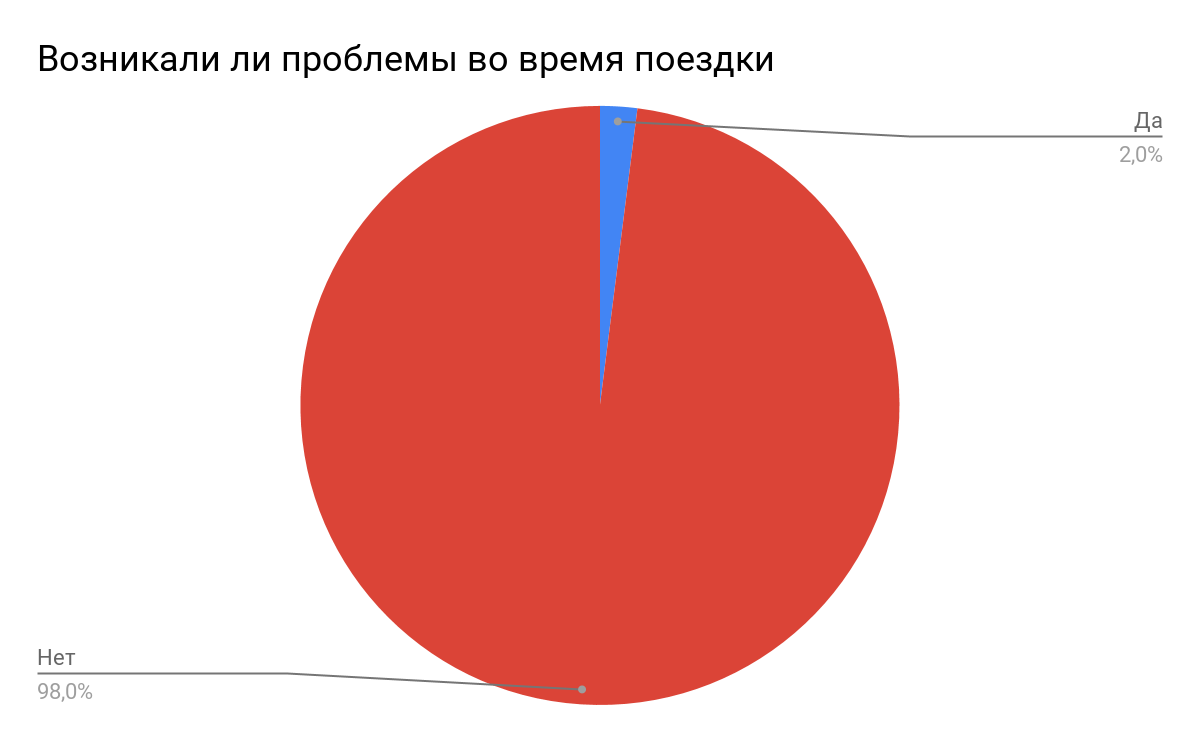 Возникали ли проблемы во время поездки
Да
2,0%
Нет
98,0%